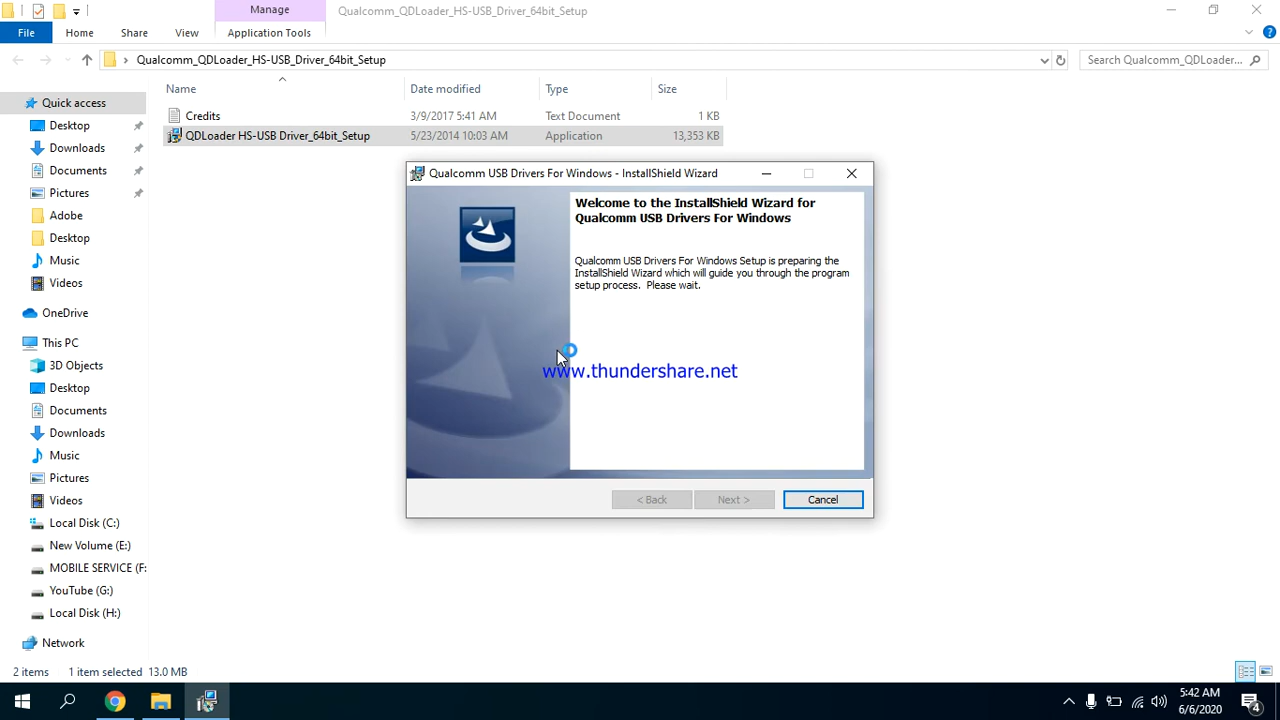 Manage
Qualcomm_QDLoader_HS-USB_Driver_64bit_Setup
File
Home
Share
View
Application Tools
Qualcomm_QDLoader_HS-USB_Driver_64bit_Setup
Search Qualcomm_QDLoader...
Name
Date modified
Type
Size
Credits
3/9/2017 5:41 AM
Text Document
1 KB
QDLoader HS-USB Driver_64bit_Setup
5/23/2014 10:03 AM
Application
13,353 KB
Quick access
Desktop
Downloads
Documents
Pictures
Adobe
Desktop
Music
Videos
OneDrive
This PC
3D Objects
Desktop
Documents
Downloads
Music
Pictures
Videos
Local Disk (C:)
New Volume (E:)
MOBILE SERVICE (F:
YouTube (G:)
Local Disk (H:)
Network
Qualcomm USB Drivers For Windows - InstallShield Wizard
Welcome to the InstallShield Wizard for
Qualcomm USB Drivers For Windows
Qualcomm USB Drivers For Windows Setup is preparing the
InstallShield Wizard which will guide you through the program
setup process. Please wait.
www.thundershare.net
< Back
Next >
Cancel
2 items
1 item selected
13.0 MB
5:42 AM
6/6/2020
4